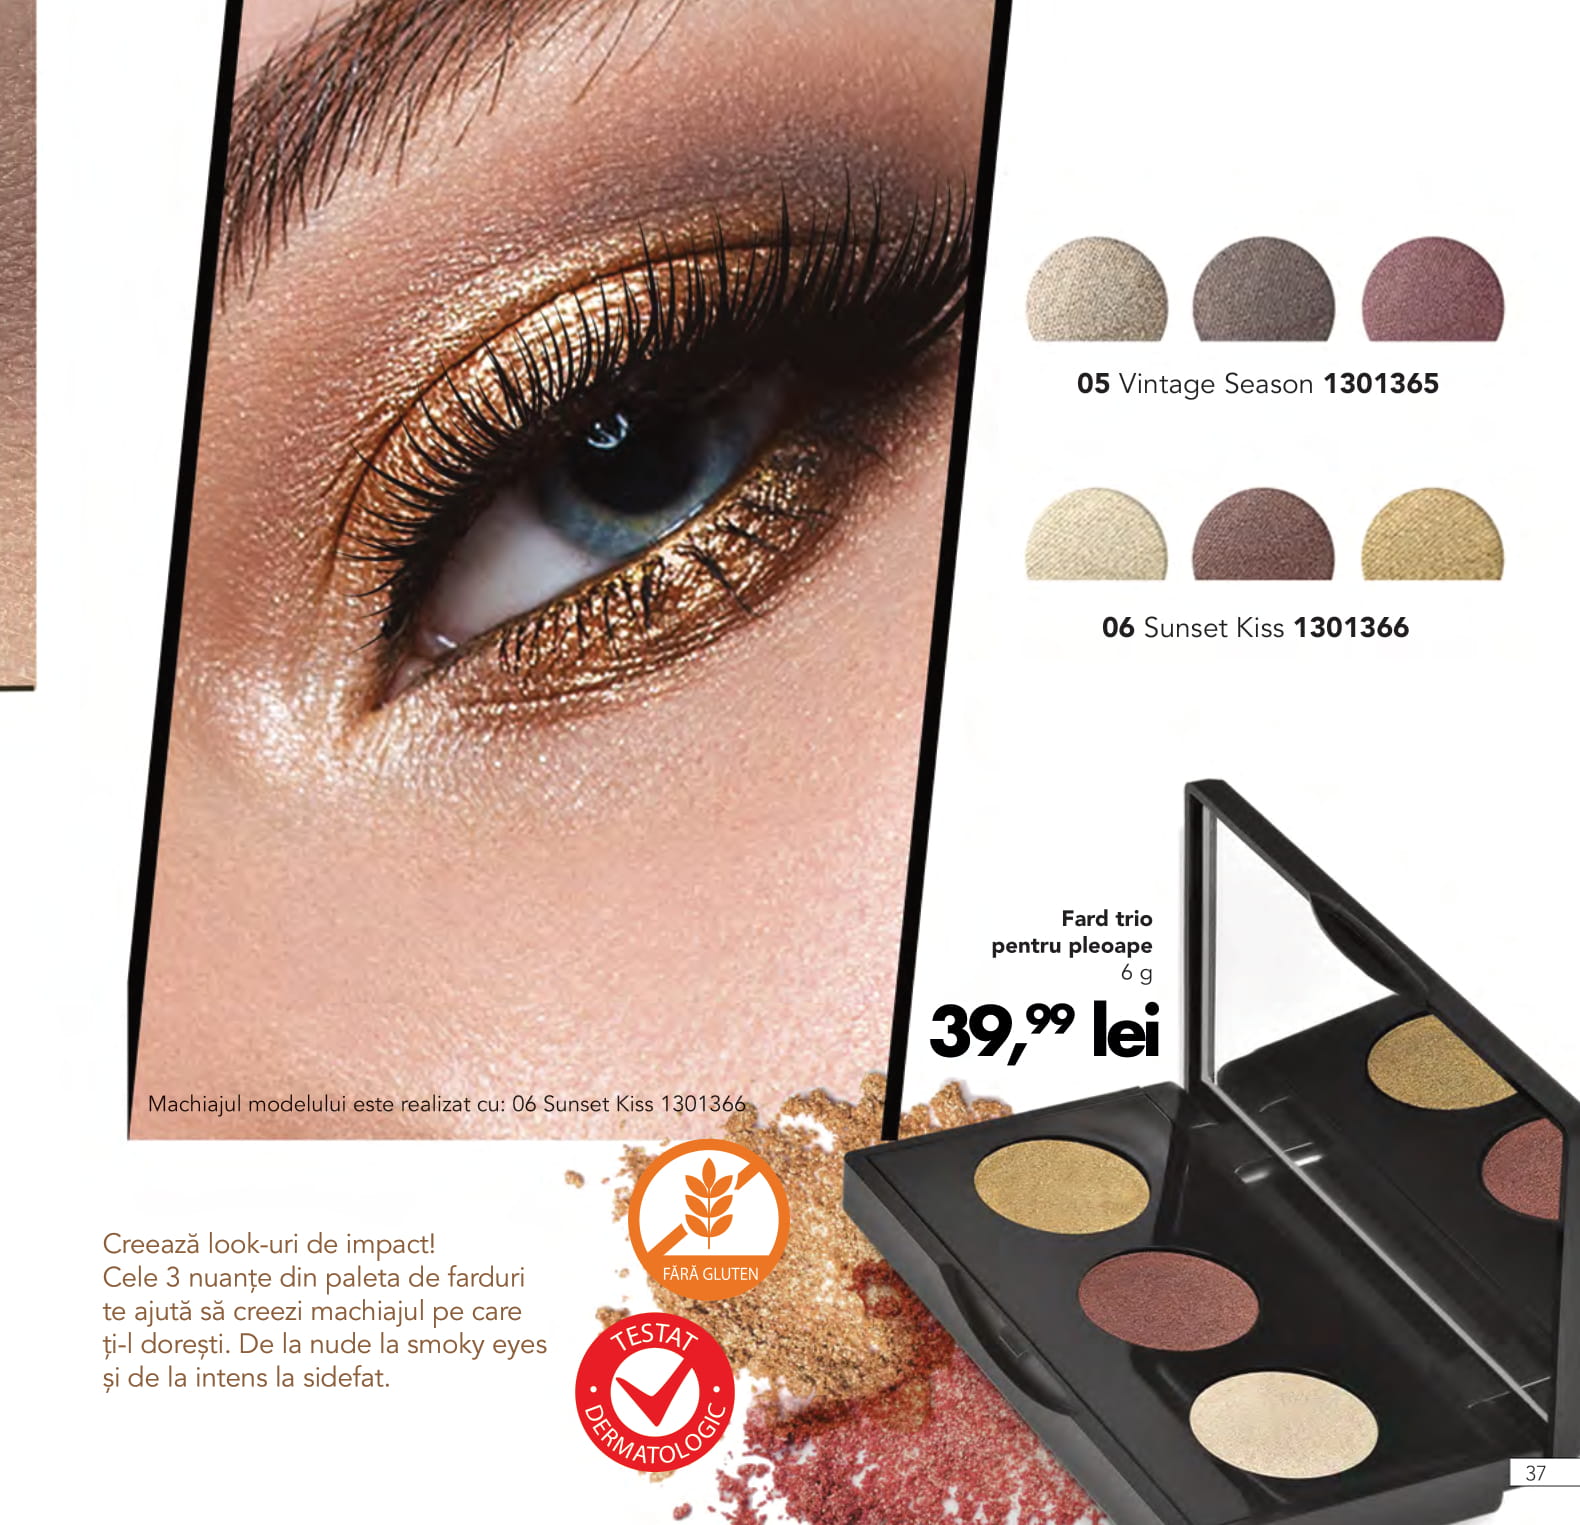 05 Vintage Season 1301365
06 Sunset Kiss 1301366
Fard trio
pentru pleoape
6 g
39,99 lei
Machiajul modelului este realizat cu: 06 Sunset Kiss 1301366
FĂRĂ GLUTEN
Creează look-uri de impact!
Cele 3 nuanțe din paleta de farduri
te ajută să creezi machiajul pe care
ți-l dorești. De la nude la smoky eyes
și de la intens la sidefat.
TESTAT
DERMATOLOGIC
37